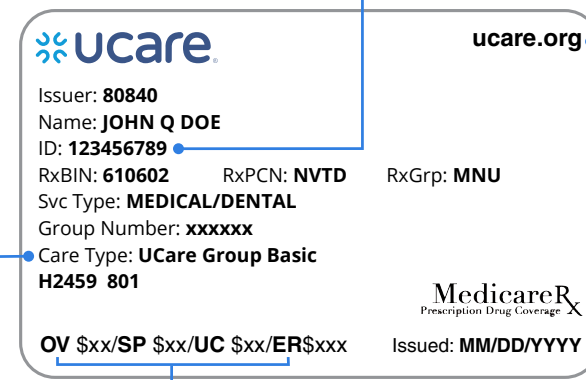 ucare.
ucare.org
Issuer: 80840
Name: JOHN Q DOE
ID: 123456789
RxBIN: 610602 RxPCN: NVTD RxGrp: MNU
Svc Type: MEDICAL/DENTAL
Group Number: xxxxxx
Care Type: UCare Group Basic
H2459 801
MedicareRx
Prescription Drug Coverage
OV $xx/SP $xx/UC $xx/ER$xxx Issued: MM/DD/YYYY